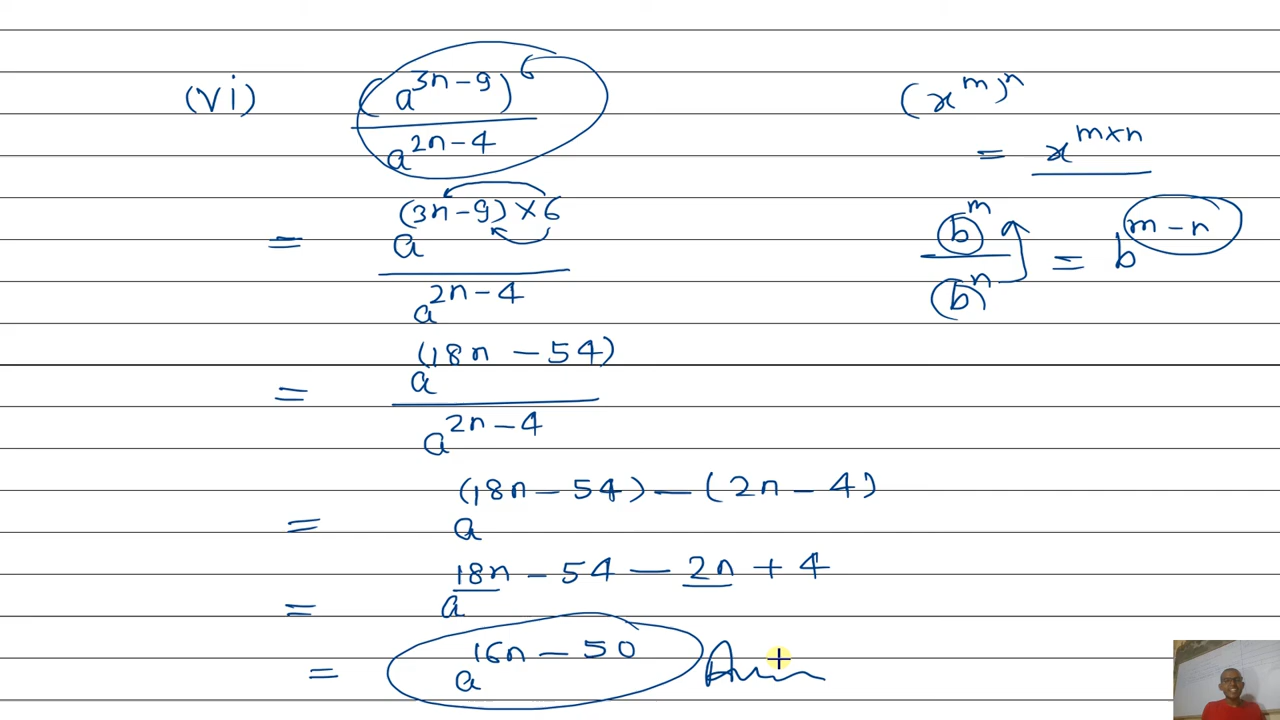 (vi) (a^{3n-9})^6 / a^{2n-4}
= a^{(3n-9)×6} / a^{2n-4}
= a^{(18n-54)} / a^{2n-4}
= a^{(18n-54)-(2n-4)}
= a^{18n-54-2n+4}
= a^{16n-50}
(x^m)^n
= x^{m×n}
b^m / b^n = b^{m-n}